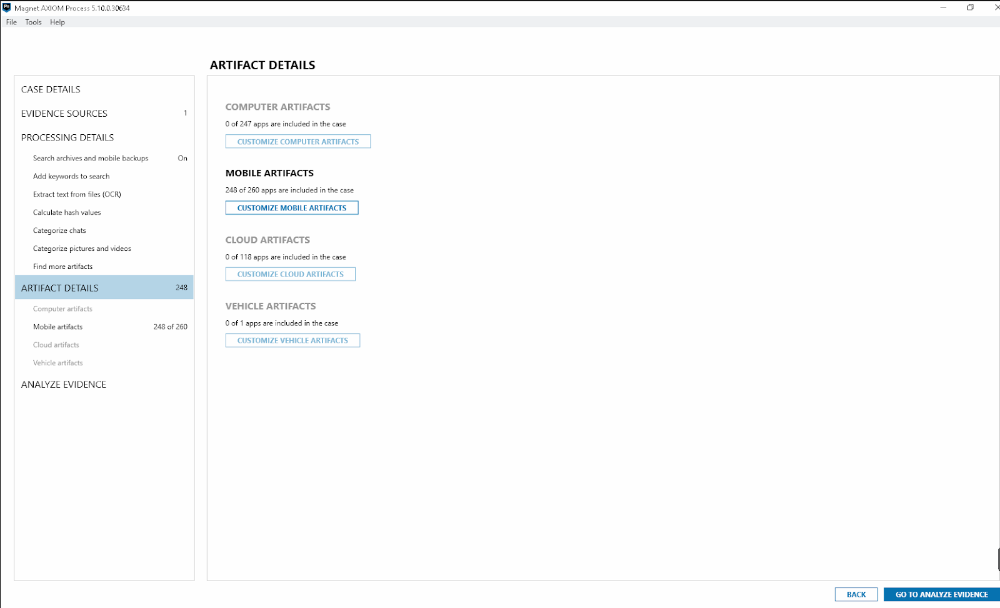 Magnet AXIOM Process 5.10.0.30634
File Tools Help
ARTIFACT DETAILS
CASE DETAILS
EVIDENCE SOURCES 1
PROCESSING DETAILS
Search archives and mobile backups On
Add keywords to search
Extract text from files (OCR)
Calculate hash values
Categorize chats
Categorize pictures and videos
Find more artifacts
ARTIFACT DETAILS 248
Computer artifacts
Mobile artifacts 248 of 260
Cloud artifacts
Vehicle artifacts
ANALYZE EVIDENCE
COMPUTER ARTIFACTS
0 of 247 apps are included in the case
CUSTOMIZE COMPUTER ARTIFACTS
MOBILE ARTIFACTS
248 of 260 apps are included in the case
CUSTOMIZE MOBILE ARTIFACTS
CLOUD ARTIFACTS
0 of 118 apps are included in the case
CUSTOMIZE CLOUD ARTIFACTS
VEHICLE ARTIFACTS
0 of 1 apps are included in the case
CUSTOMIZE VEHICLE ARTIFACTS
BACK GO TO ANALYZE EVIDENCE